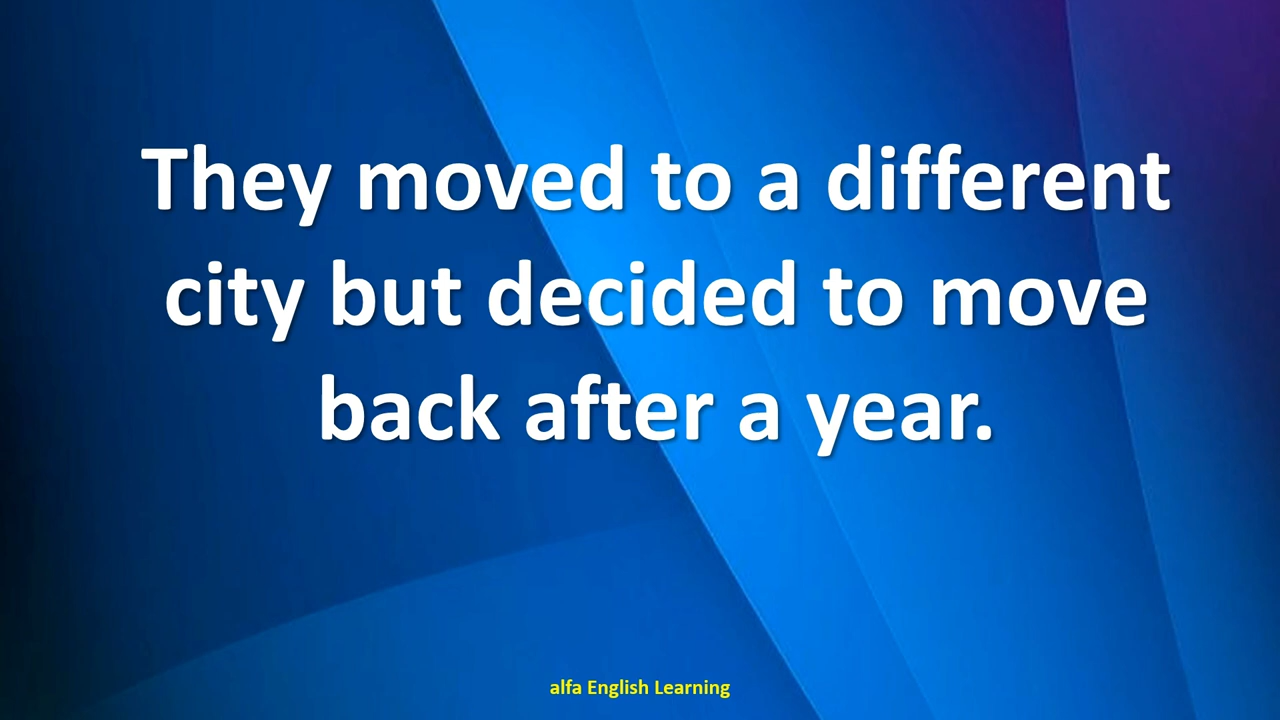 They moved to a different
city but decided to move
back after a year.
alfa English Learning